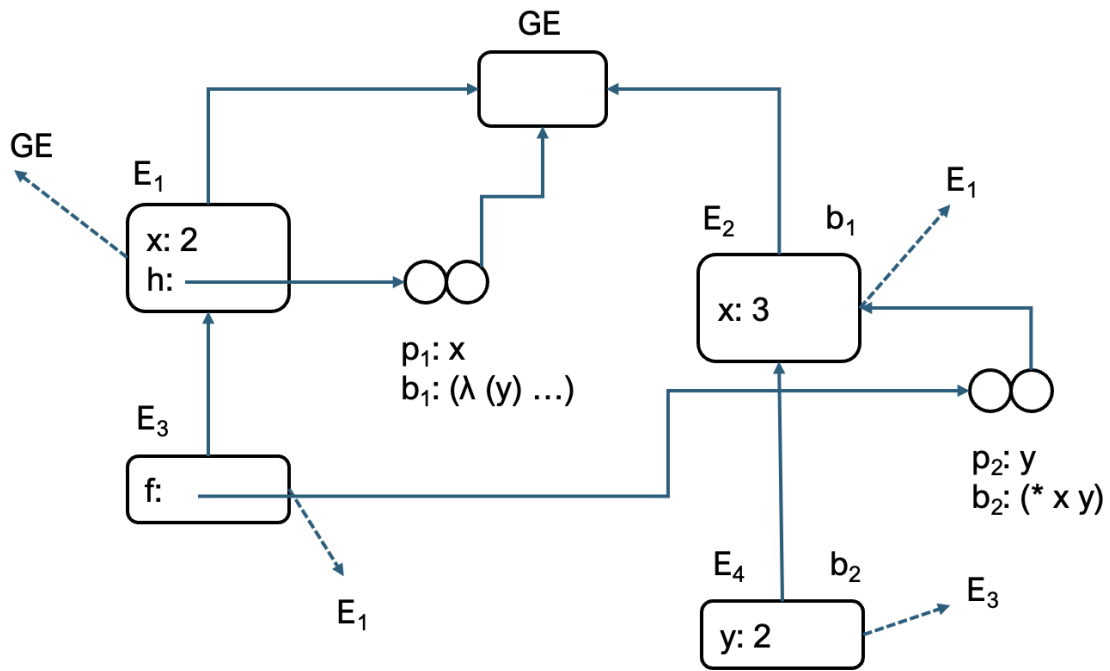 GE
GE
E₁
x: 2
h:
p₁: x
b₁: (λ (y) ...)
E₂
b₁
E₁
x: 3
E₃
f:
E₁
p₂: y
b₂: (* x y)
E₄
b₂
E₃
y: 2